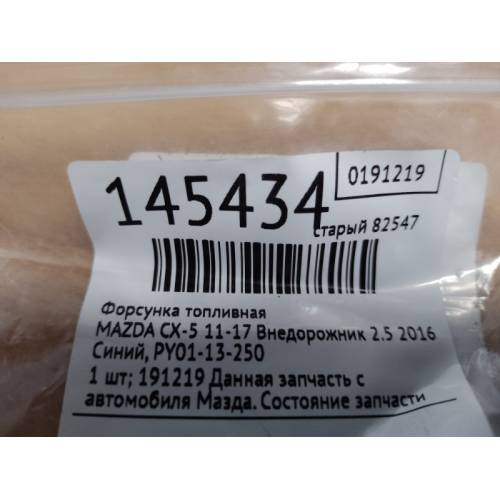 0191219
145434
старый 82547
Форсунка топливная
MAZDA CX-5 11-17 Внедорожник 2.5 2016
Синий, PY01-13-250
1 шт; 191219 Данная запчасть с
автомобиля Мазда. Состояние запчасти